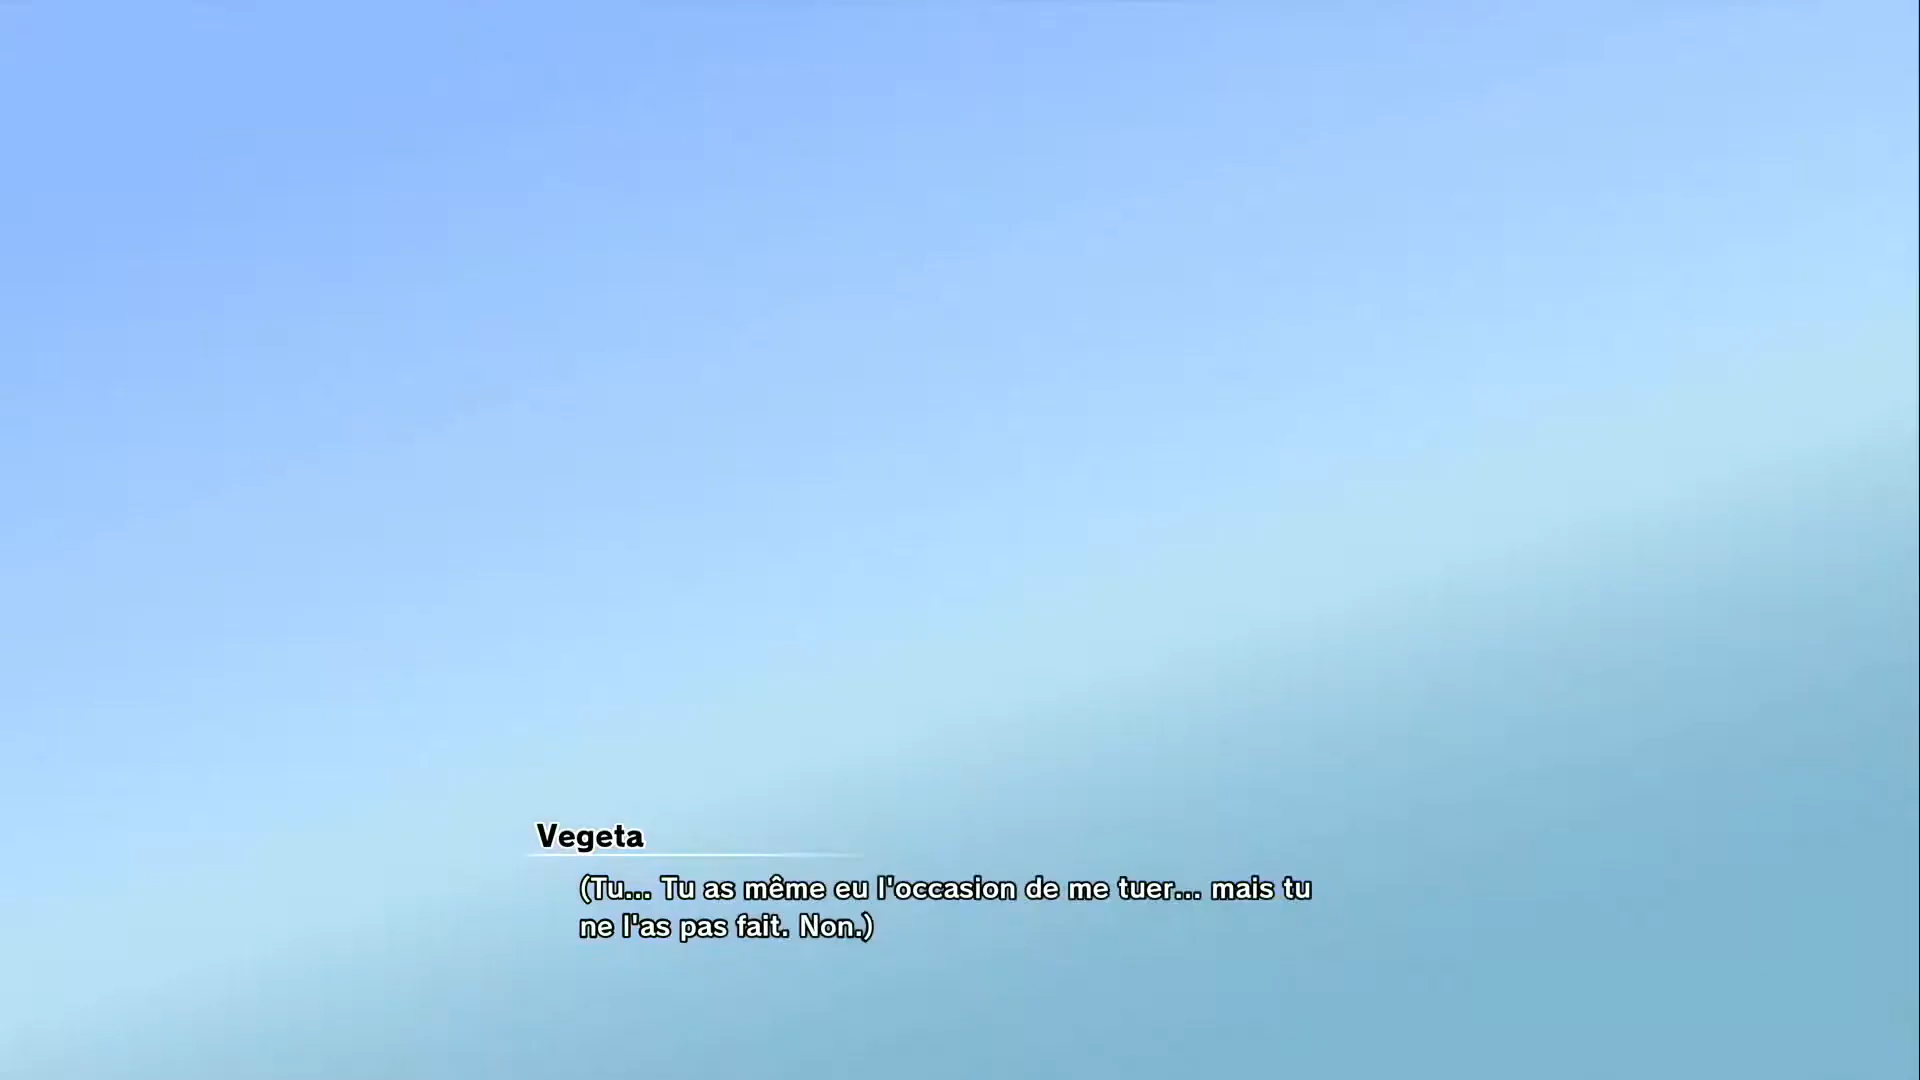 Vegeta
(Tu... Tu as même eu l'occasion de me tuer... mais tu
ne l'as pas fait. Non.)